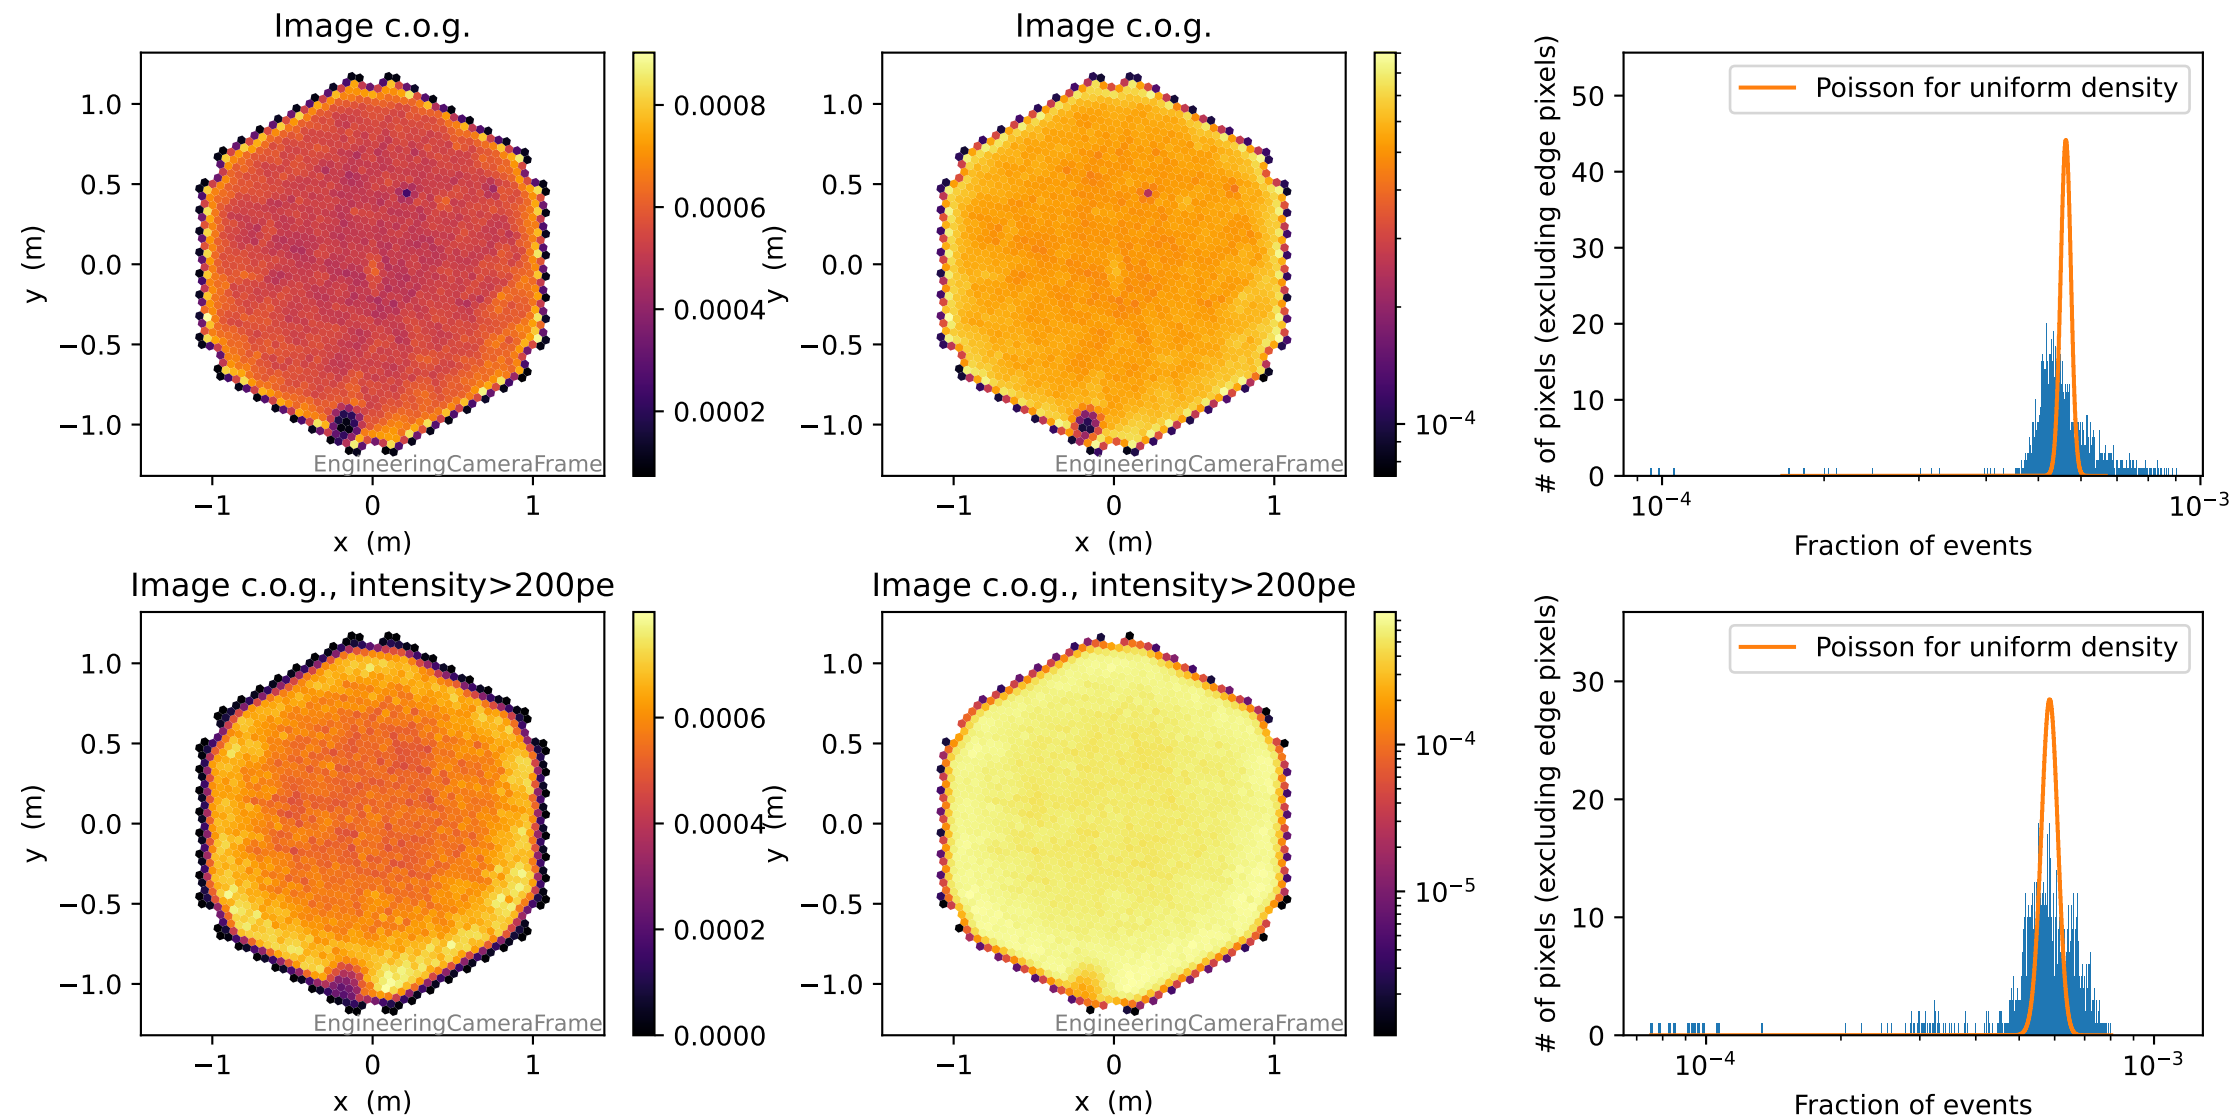 Image c.o.g.
1.0
0.5
0.0
−0.5
−1.0
y (m)
−1
0
1
x (m)
EngineeringCameraFrame
0.0008
0.0006
0.0004
0.0002
Image c.o.g.
1.0
0.5
0.0
−0.5
−1.0
y (m)
−1
0
1
x (m)
EngineeringCameraFrame
10−4
Poisson for uniform density
50
40
30
20
10
0
# of pixels (excluding edge pixels)
10−4
10−3
Fraction of events
Image c.o.g., intensity>200pe
1.0
0.5
0.0
−0.5
−1.0
y (m)
−1
0
1
x (m)
EngineeringCameraFrame
0.0006
0.0004
0.0002
0.0000
Image c.o.g., intensity>200pe
1.0
0.5
0.0
−0.5
−1.0
y (m)
−1
0
1
x (m)
EngineeringCameraFrame
10−4
10−5
Poisson for uniform density
30
20
10
0
# of pixels (excluding edge pixels)
10−4
10−3
Fraction of events